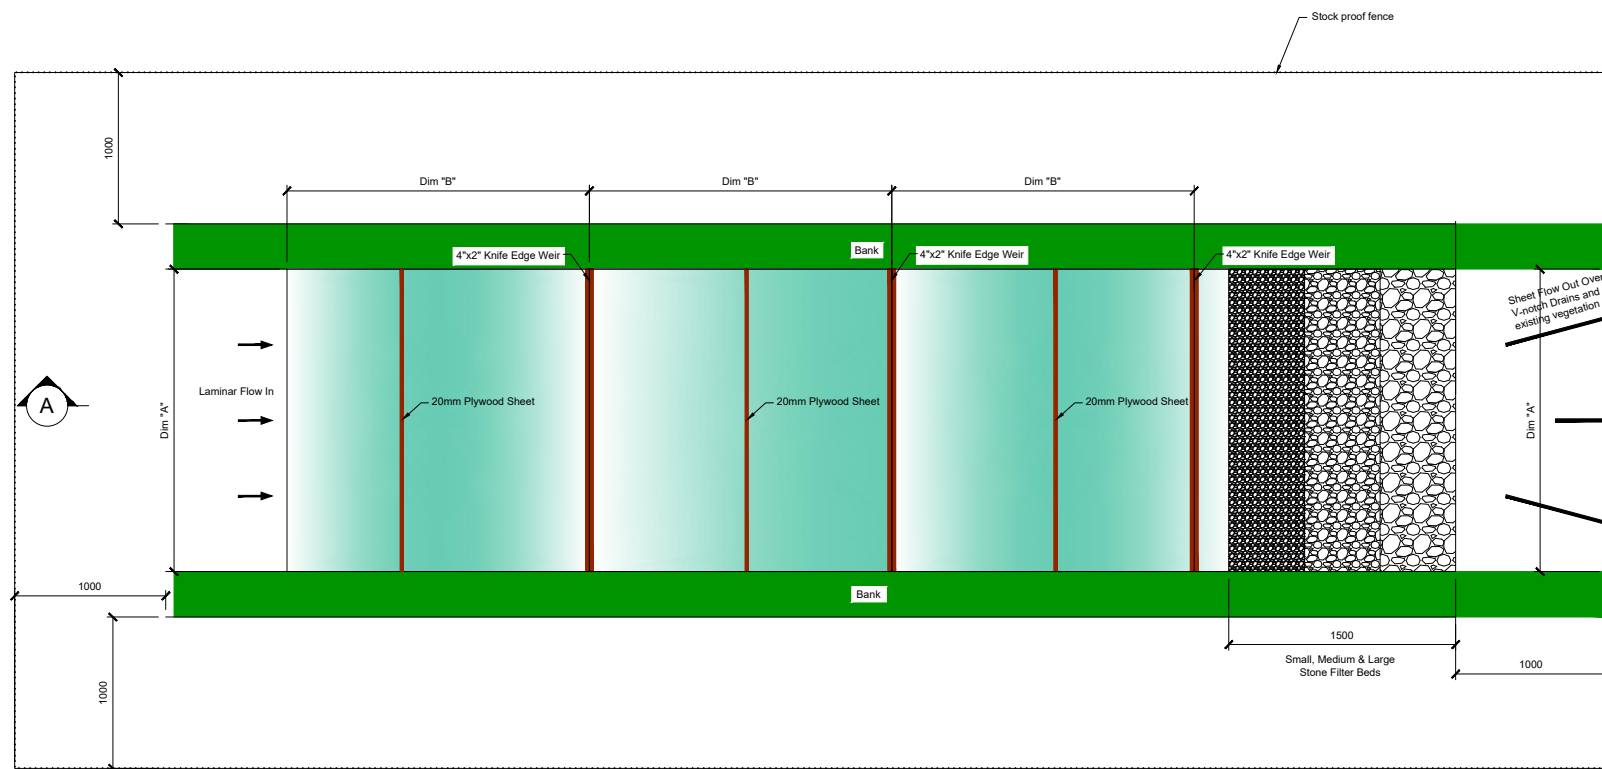 Stock proof fence
1000
Dim "B"
Dim "B"
Dim "B"
Bank
4"x2" Knife Edge Weir
4"x2" Knife Edge Weir
4"x2" Knife Edge Weir
Sheet Flow Out Over
V-notch Drains and
existing vegetation
Laminar Flow In
A
Dim "A"
20mm Plywood Sheet
20mm Plywood Sheet
20mm Plywood Sheet
Dim "A"
1000
Bank
1500
Small, Medium & Large
Stone Filter Beds
1000
1000